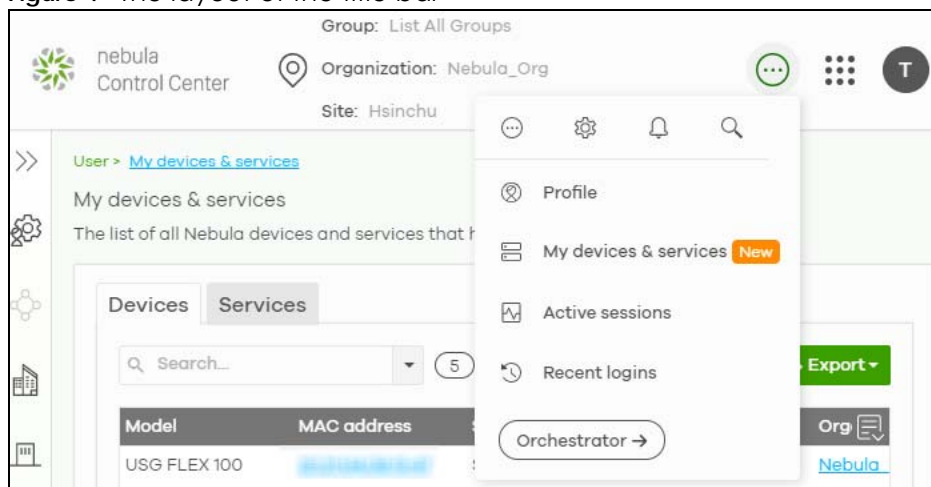 Group: List All Groups
nebula
Control Center
Organization: Nebula_Org
Site: Hsinchu
T
User > My devices & services
My devices & services
The list of all Nebula devices and services that
Profile
My devices & services New
Active sessions
Recent logins
Orchestrator →
Devices Services
Search... 5
Export
Model MAC address Org
USG FLEX 100 Nebula_